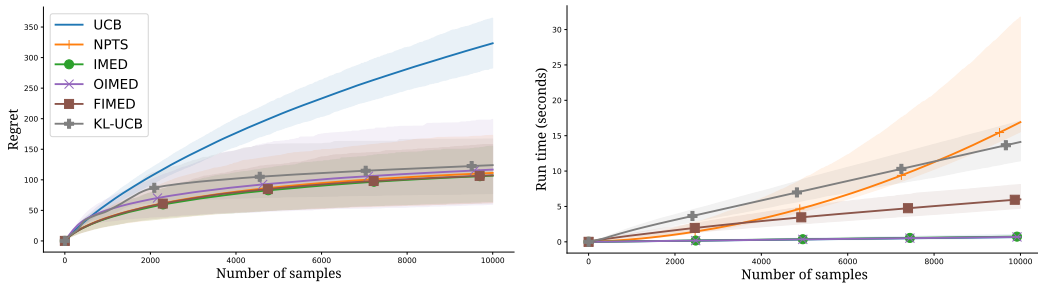 UCB
NPTS
IMED
OIMED
FIMED
KL-UCB
350
300
250
200
150
100
50
0
Regret
0 2000 4000 6000 8000 10000
Number of samples
30
25
20
15
10
5
0
Run time (seconds)
0 2000 4000 6000 8000 10000
Number of samples